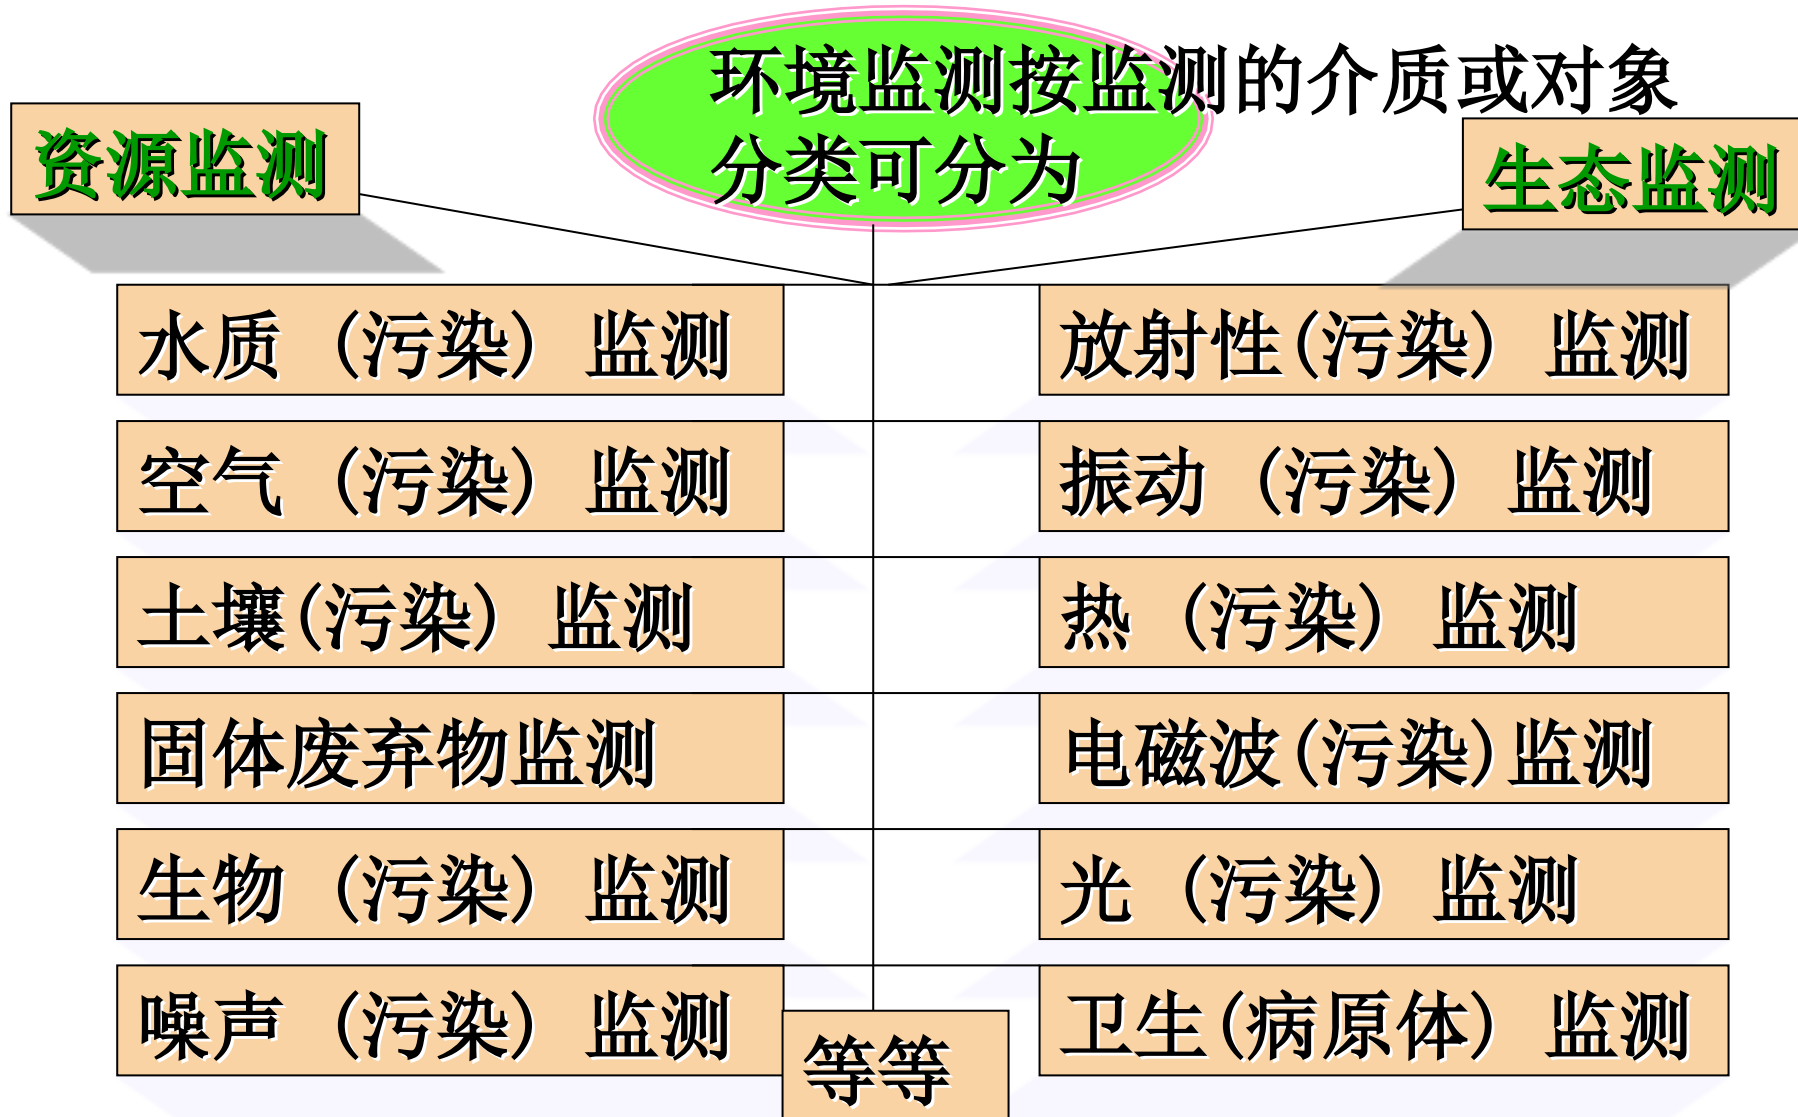 环境监测按监测的介质或对象
分类可分为
资源监测
生态监测
水质 (污染) 监测
放射性(污染) 监测
空气 (污染) 监测
振动 (污染) 监测
土壤(污染) 监测
热 (污染) 监测
固体废弃物监测
电磁波(污染)监测
生物 (污染) 监测
光 (污染) 监测
噪声 (污染) 监测
卫生(病原体) 监测
等等